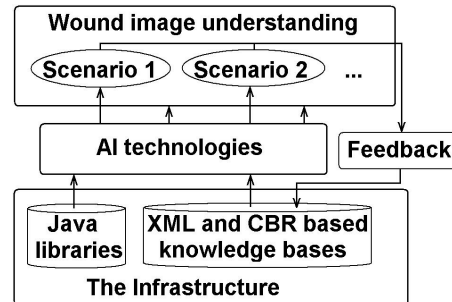 Wound image understanding
Scenario 1
Scenario 2
...
AI technologies
Feedback
Java
libraries
XML and CBR based
knowledge bases
The Infrastructure